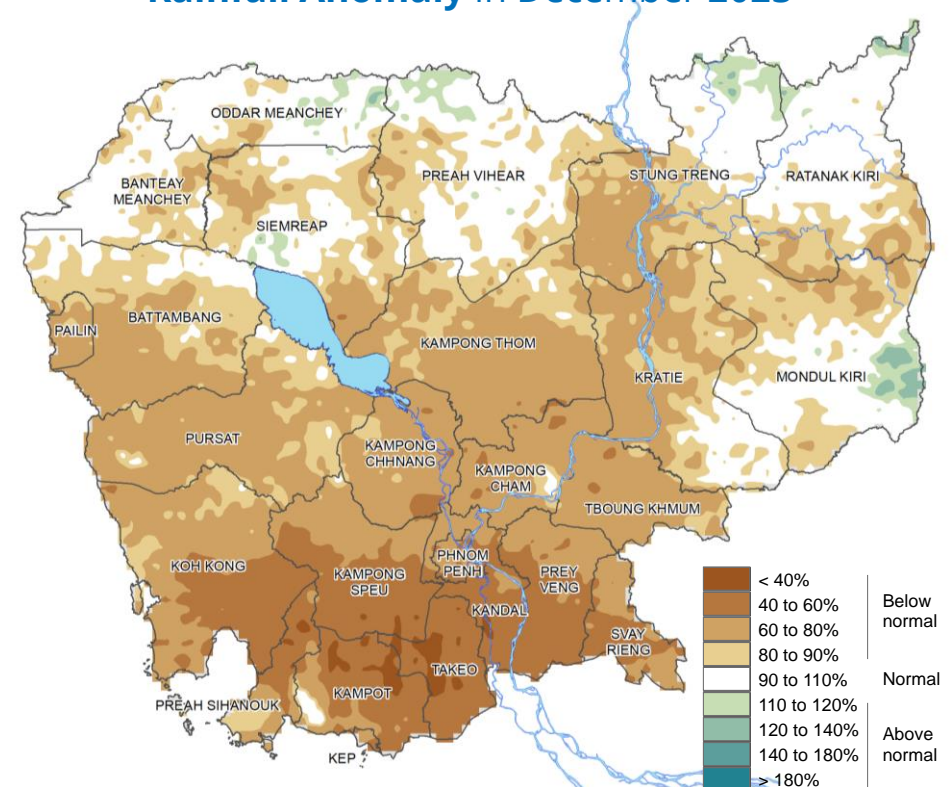 Rainfall Anomaly in December 2023
ODDAR MEANCHEY
BANTEAY
MEANCHEY
PREAH VIHEAR
STUNG TRENG
RATANAK KIRI
SIEMREAP
PAILIN
BATTAMBANG
KAMPONG THOM
KRATIE
MONDUL KIRI
PURSAT
KAMPONG
CHHNANG
KAMPONG
CHAM
TBOUNG KHMUM
KOH KONG
KAMPONG
SPEU
PHNOM
PENH
PREY
VENG
KANDAL
SVAY
RIENG
TAKEO
KAMPOT
PREAH SIHANOUK
KEP
< 40%
40 to 60%
60 to 80%
80 to 90%
90 to 110%
110 to 120%
120 to 140%
140 to 180%
> 180%
Below
normal
Normal
Above
normal